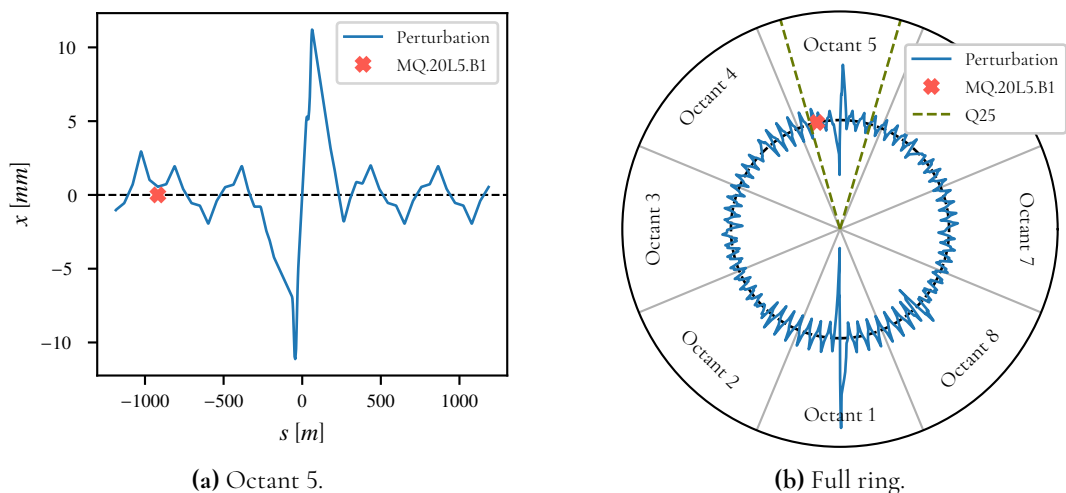 10
5
0
−5
−10
x [mm]
−1000
−500
0
500
1000
s [m]
Perturbation
MQ.20L5.B1
(a) Octant 5.
Octant 5
Octant 4
Octant 3
Octant 2
Octant 1
Octant 8
Octant 7
Perturbation
MQ.20L5.B1
Q25
(b) Full ring.